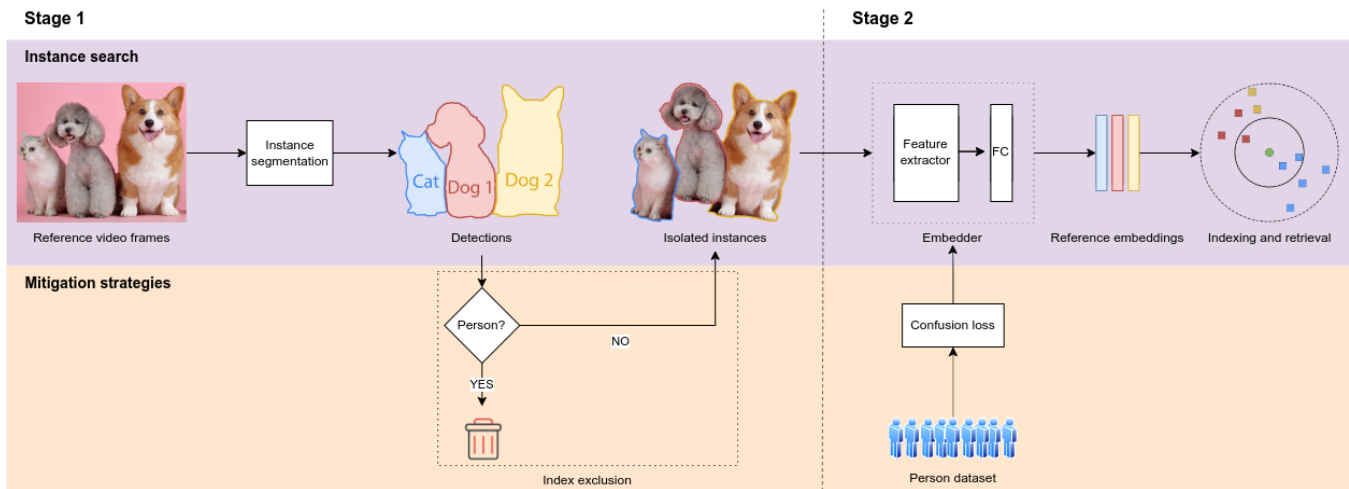 Stage 1
Stage 2
Instance search
Instance
segmentation
Cat
Dog 1
Dog 2
Feature
extractor
FC
Reference video frames
Detections
Isolated instances
Embedder
Reference embeddings
Indexing and retrieval
Mitigation strategies
Person?
NO
YES
Index exclusion
Confusion loss
Person dataset